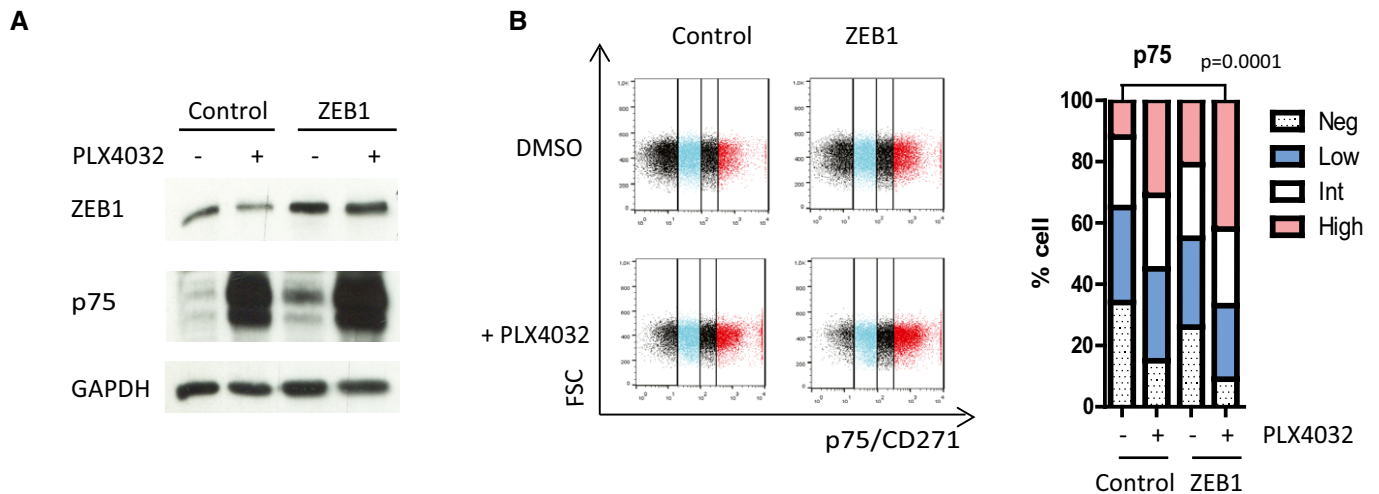 A
Control ZEB1
PLX4032 - + - +
ZEB1
p75
GAPDH
B
Control ZEB1
DMSO
+ PLX4032
FSC
p75/CD271
p75
p=0.0001
100
80
60
40
20
0
% cell
Neg
Low
Int
High
- + - + PLX4032
Control ZEB1